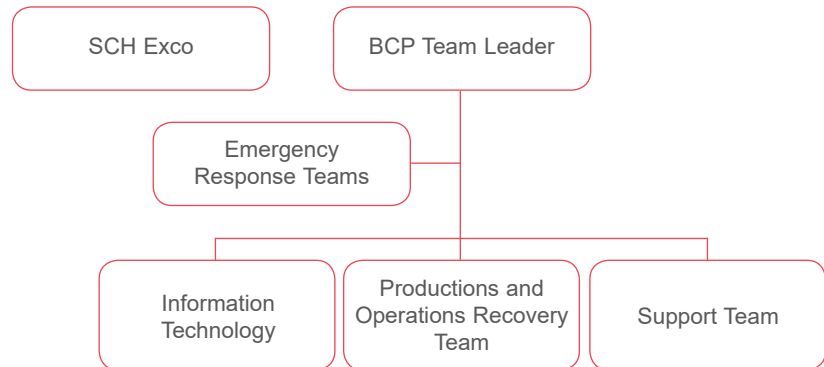 SCH Exco
BCP Team Leader
Emergency
Response Teams
Information
Technology
Productions and
Operations Recovery
Team
Support Team